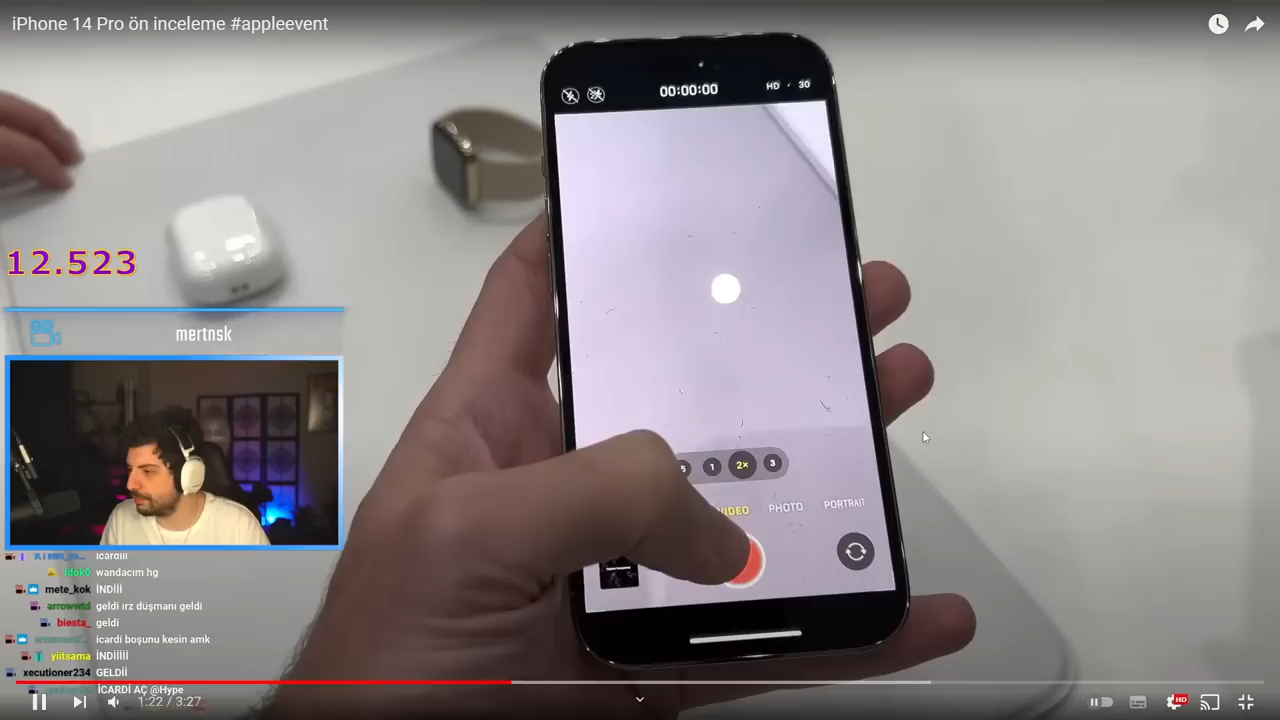 iPhone 14 Pro ön inceleme #appleevent
00:00:00
HD · 30
12.523
mertnsk
1 2× 3
VIDEO PHOTO PORTRAIT
icardiii
idok0 wandacım hg
mete_kok İNDİİİ
arrowwtd geldi ırz düşmanı geldi
biesta_ geldi
icardi boşunu kesin amk
yiitsama İNDİİİİİ
xecutioner234 GELDİİ
İCARDİ AÇ @Hype
1:22 / 3:27
HD